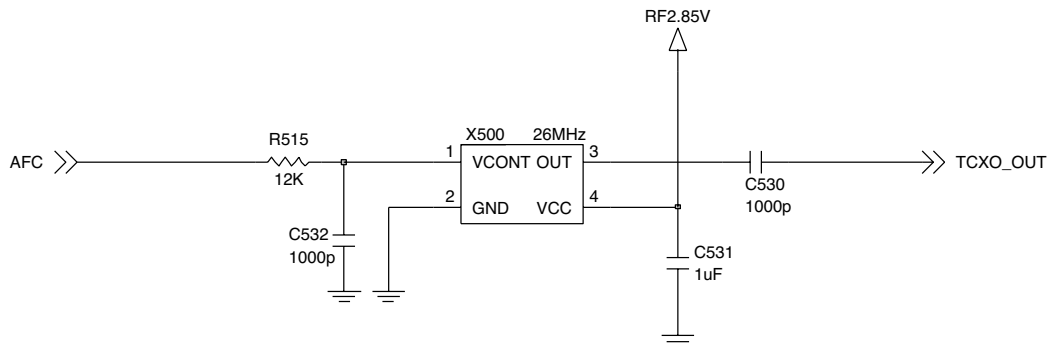 RF2.85V
R515
X500 26MHz
AFC
1 VCONT OUT 3
TCXO_OUT
12K
C530
1000p
2 GND VCC 4
C532
1000p
C531
1uF